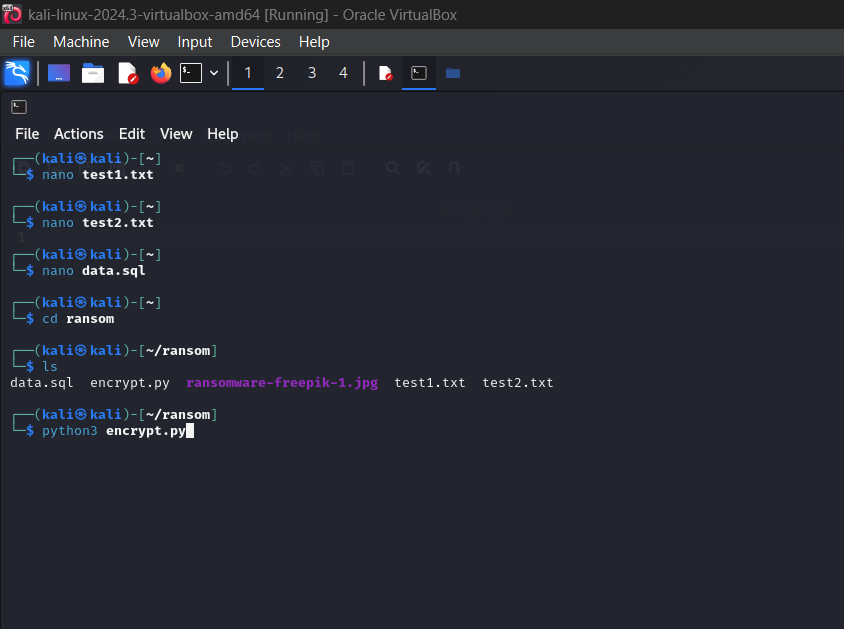 kali-linux-2024.3-virtualbox-amd64 [Running] - Oracle VirtualBox
File Machine View Input Devices Help
1 2 3 4
File Actions Edit View Help
┌──(kali㉿kali)-[~]
└─$ nano test1.txt
┌──(kali㉿kali)-[~]
└─$ nano test2.txt
┌──(kali㉿kali)-[~]
└─$ nano data.sql
┌──(kali㉿kali)-[~]
└─$ cd ransom
┌──(kali㉿kali)-[~/ransom]
└─$ ls
data.sql encrypt.py ransomware-freepik-1.jpg test1.txt test2.txt
┌──(kali㉿kali)-[~/ransom]
└─$ python3 encrypt.py